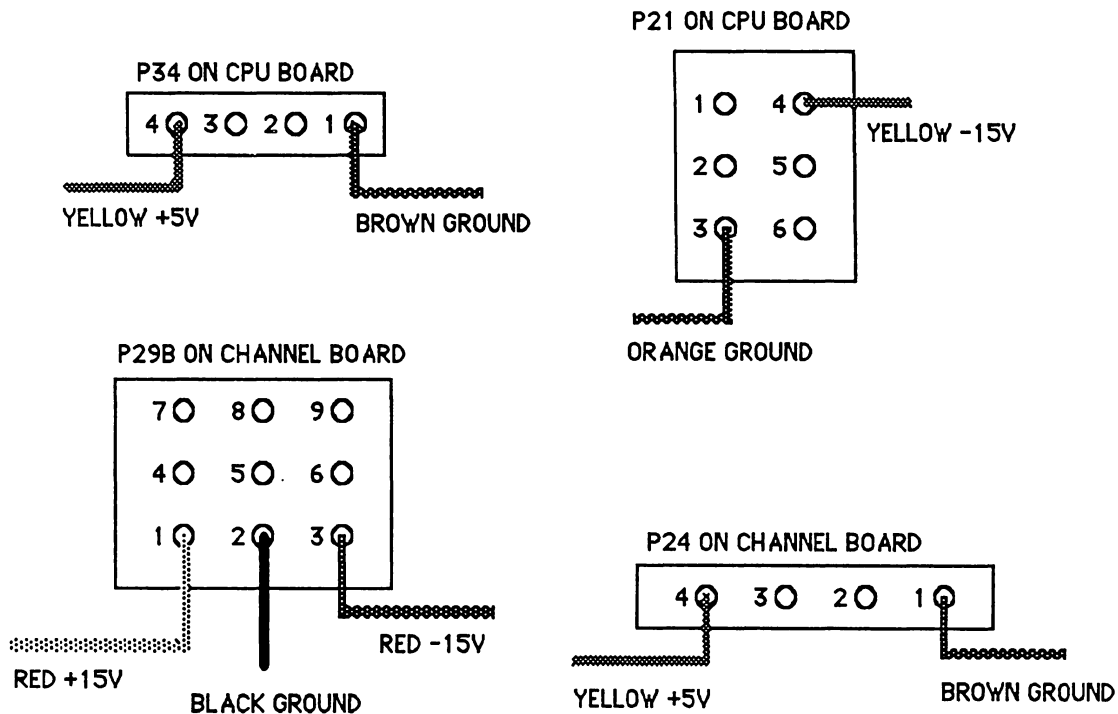 P34 ON CPU BOARD
4 3 2 1
YELLOW +5V
BROWN GROUND
P21 ON CPU BOARD
1 4
YELLOW -15V
2 5
3 6
ORANGE GROUND
P29B ON CHANNEL BOARD
7 8 9
4 5 6
1 2 3
RED +15V
BLACK GROUND
RED -15V
P24 ON CHANNEL BOARD
4 3 2 1
YELLOW +5V
BROWN GROUND